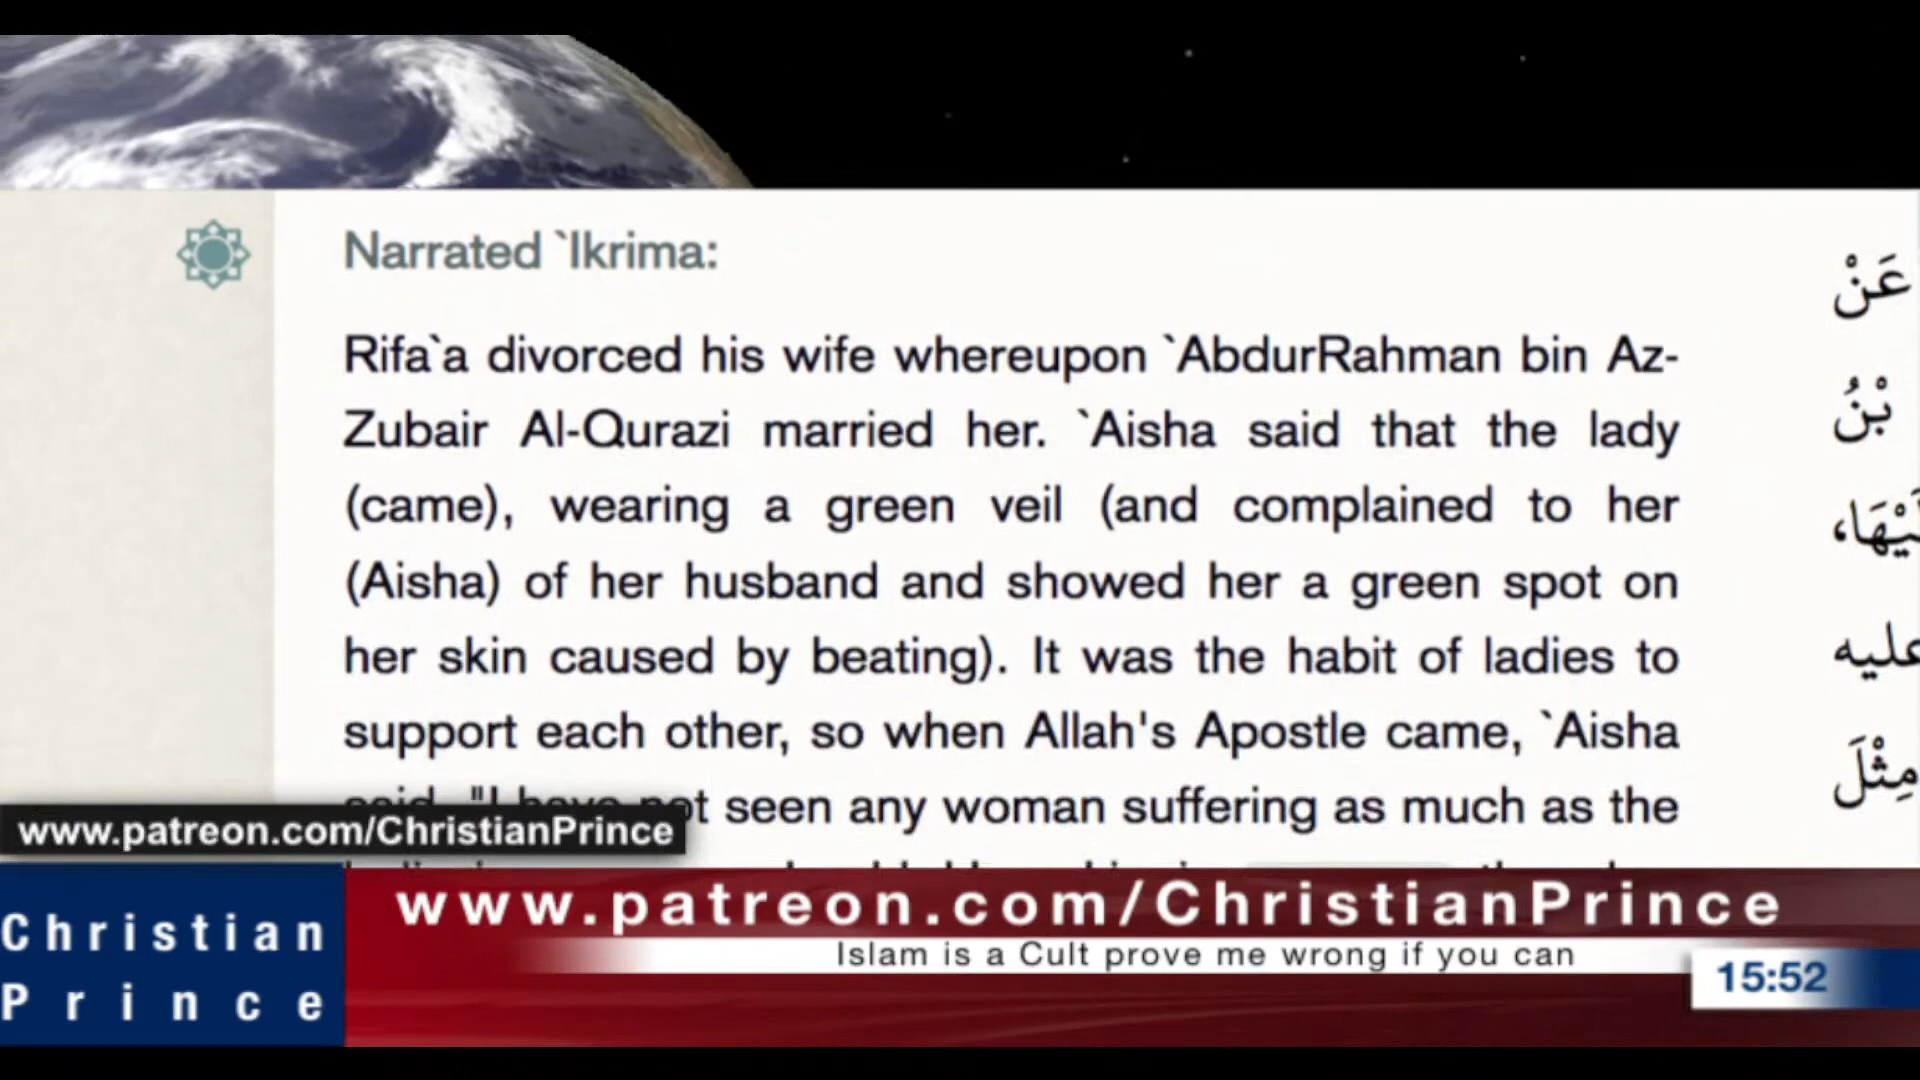 Narrated `Ikrima:
Rifa`a divorced his wife whereupon `AbdurRahman bin Az-
Zubair Al-Qurazi married her. `Aisha said that the lady
(came), wearing a green veil (and complained to her
(Aisha) of her husband and showed her a green spot on
her skin caused by beating). It was the habit of ladies to
support each other, so when Allah's Apostle came, `Aisha
said, "I have not seen any woman suffering as much as the
عَنْ
بْنُ
عليه
مِثْلَ
www.patreon.com/ChristianPrince
Christian
Prince
www.patreon.com/ChristianPrince
Islam is a Cult prove me wrong if you can
15:52